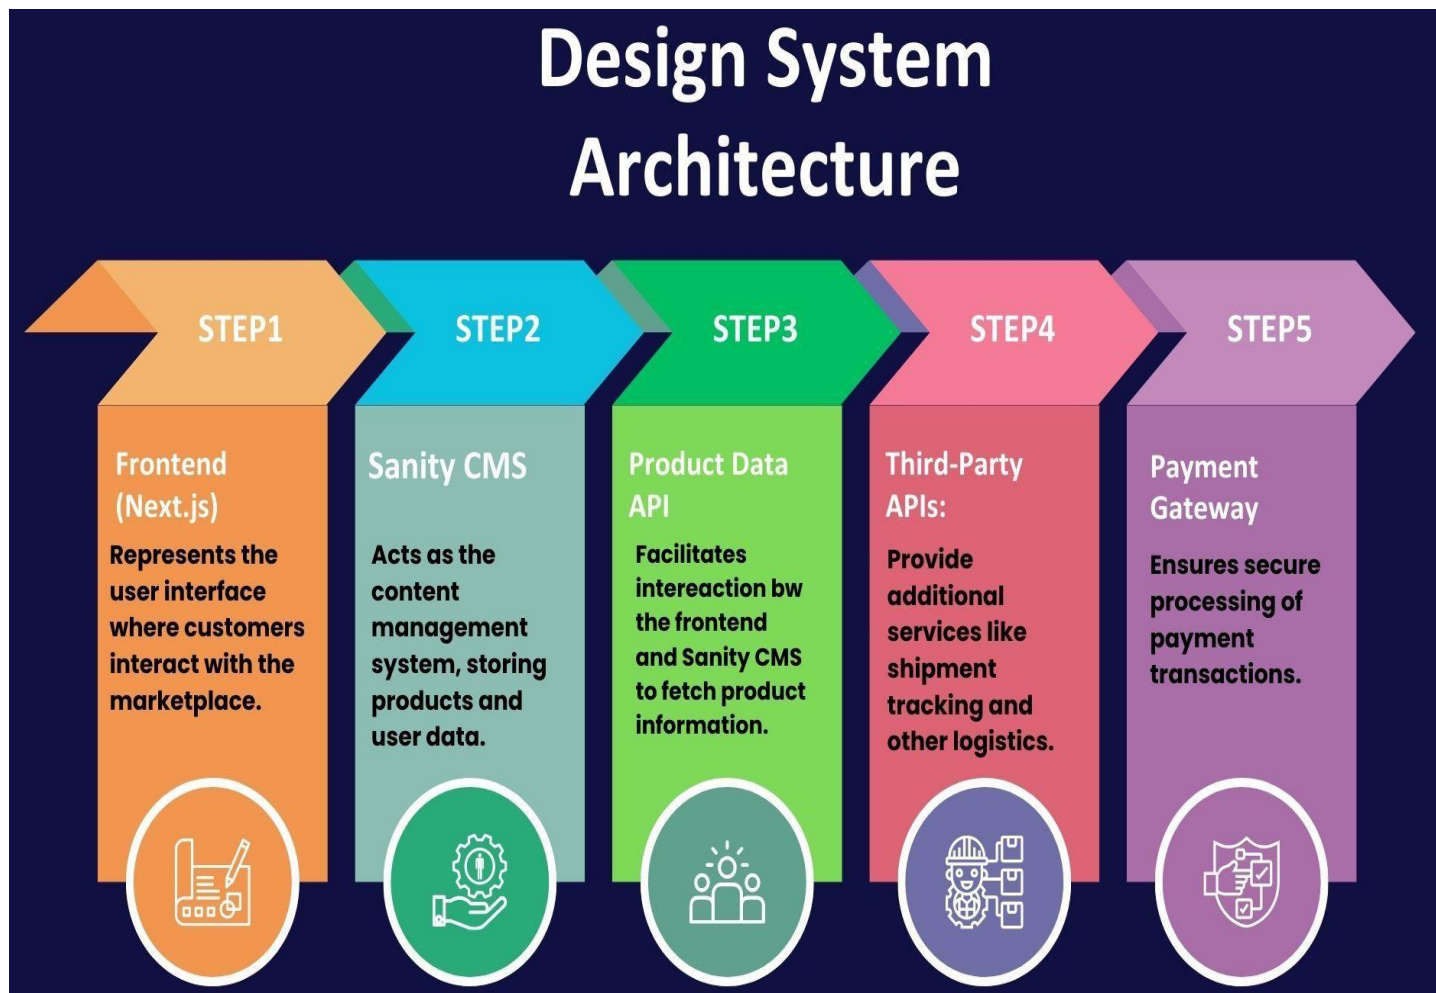 Design System
Architecture
STEP1
STEP2
STEP3
STEP4
STEP5
Frontend
(Next.js)
Represents the
user interface
where customers
interact with the
marketplace.
Sanity CMS
Acts as the
content
management
system, storing
products and
user data.
Product Data
API
Facilitates
intereaction bw
the frontend
and Sanity CMS
to fetch product
information.
Third-Party
APIs:
Provide
additional
services like
shipment
tracking and
other logistics.
Payment
Gateway
Ensures secure
processing of
payment
transactions.